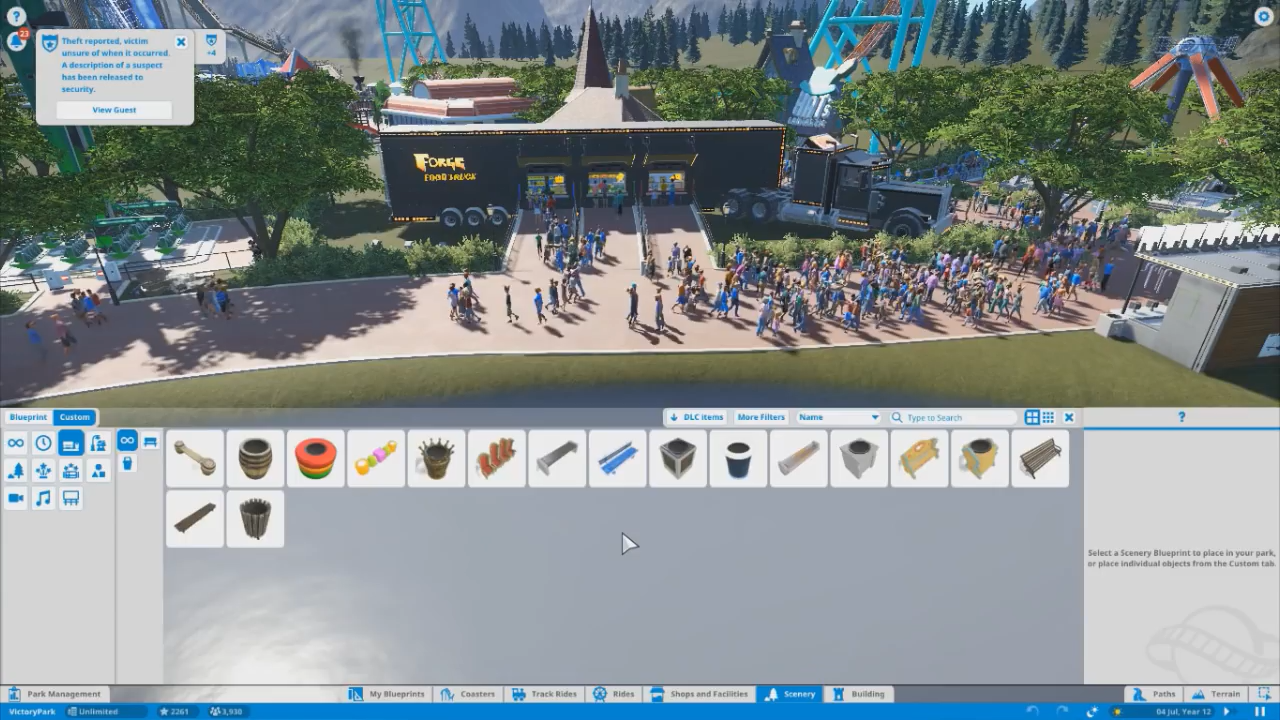 ?
23
Theft reported, victim
unsure of when it occurred.
A description of a suspect
has been released to
security.
View Guest
+4
FORGE
FOOD TRUCK
Blueprint
Custom
DLC items
More Filters
Name
Type to Search
?
Select a Scenery Blueprint to place in your park,
or place individual objects from the Custom tab.
Park Management
My Blueprints
Coasters
Track Rides
Rides
Shops and Facilities
Scenery
Building
Paths
Terrain
VictoryPark
Unlimited
2261
3,930
04 Jul, Year 12